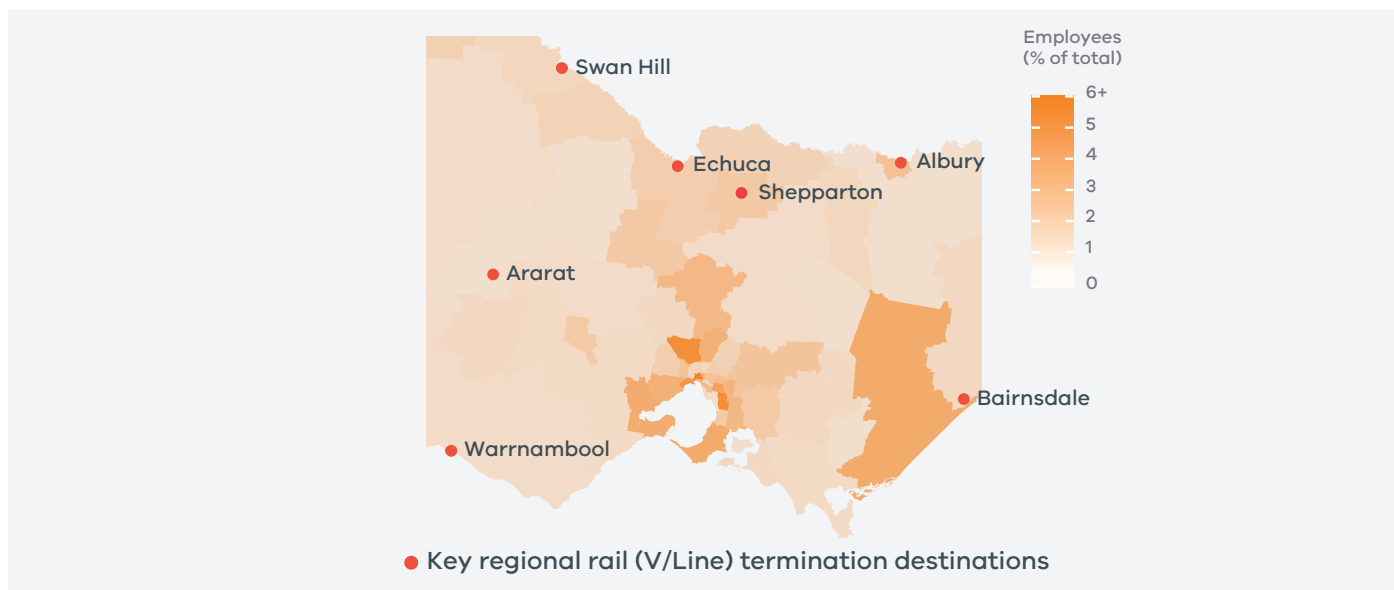 Employees
(% of total)
6+
5
4
3
2
1
0
Swan Hill
Echuca
Albury
Shepparton
Ararat
Bairnsdale
Warrnambool
Key regional rail (V/Line) termination destinations